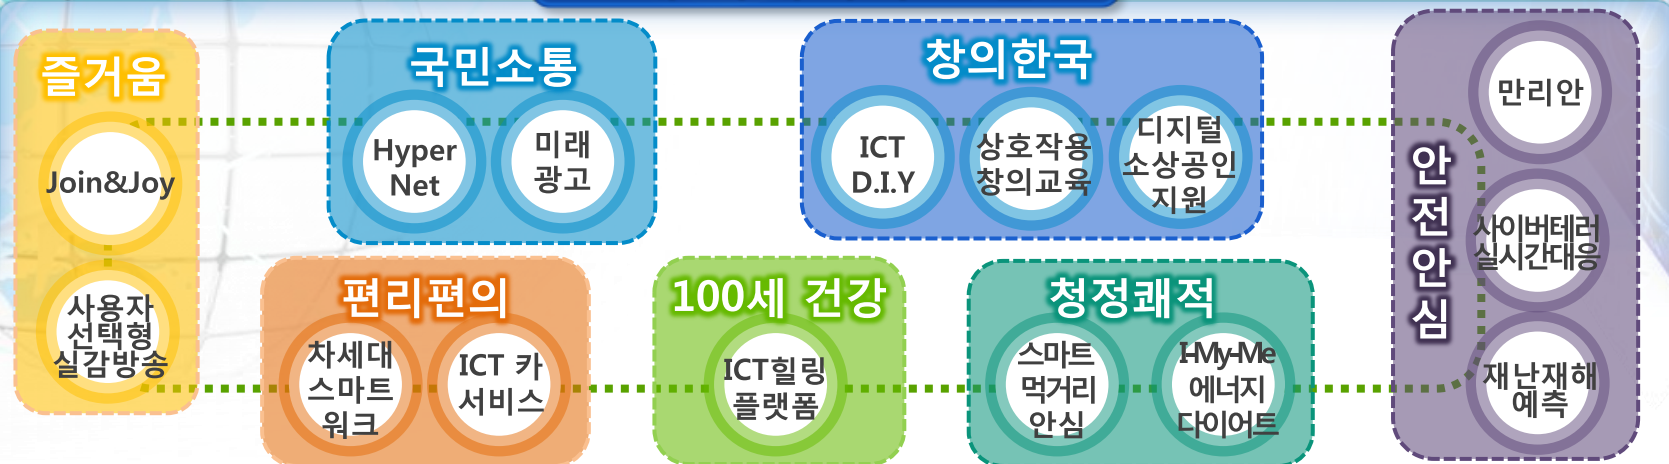 즐거움
Join&Joy
사용자
선택형
실감방송
국민소통
Hyper
Net
미래
광고
창의한국
ICT
D.I.Y
상호작용
창의교육
디지털
소상공인
지원
편리편의
차세대
스마트
워크
ICT 카
서비스
100세 건강
ICT힐링
플랫폼
청정쾌적
스마트
먹거리
안심
I-My-Me
에너지
다이어트
안전안심
만리안
사이버테러
실시간대응
재난재해
예측